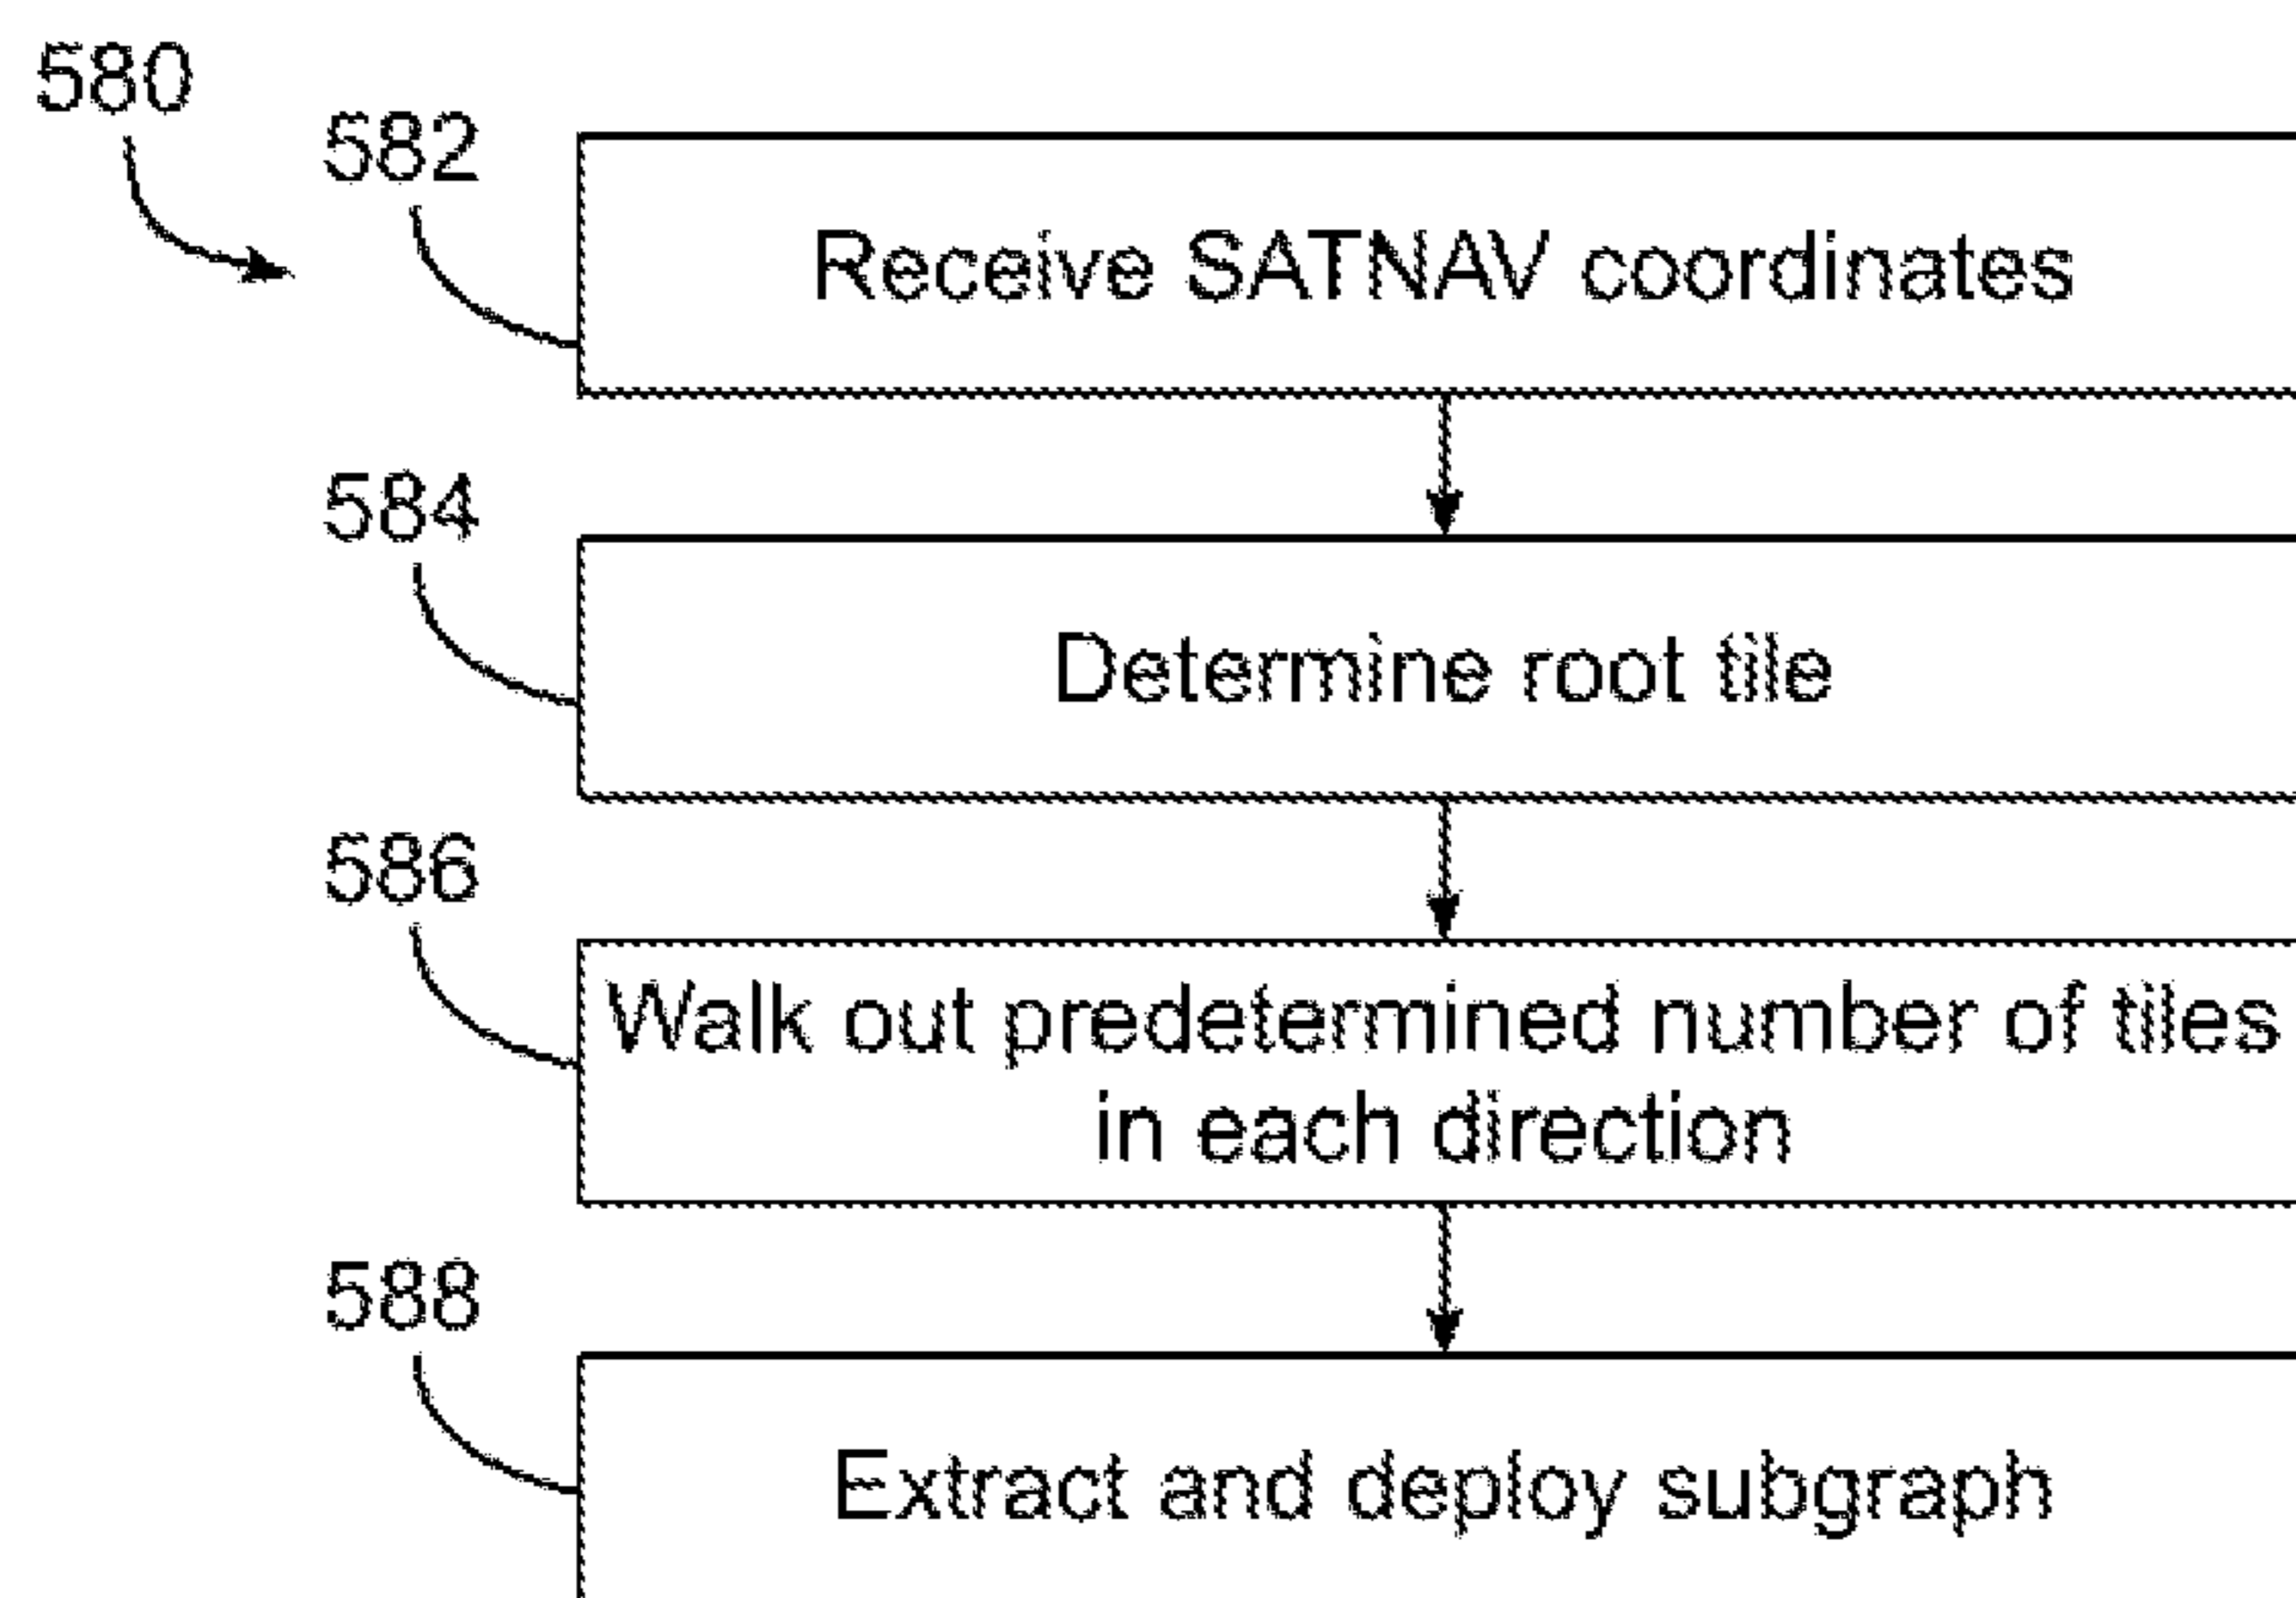 580
582
Receive SATNAV coordinates
584
Determine root tile
586
Walk out predetermined number of tiles
in each direction
588
Extract and deploy subgraph